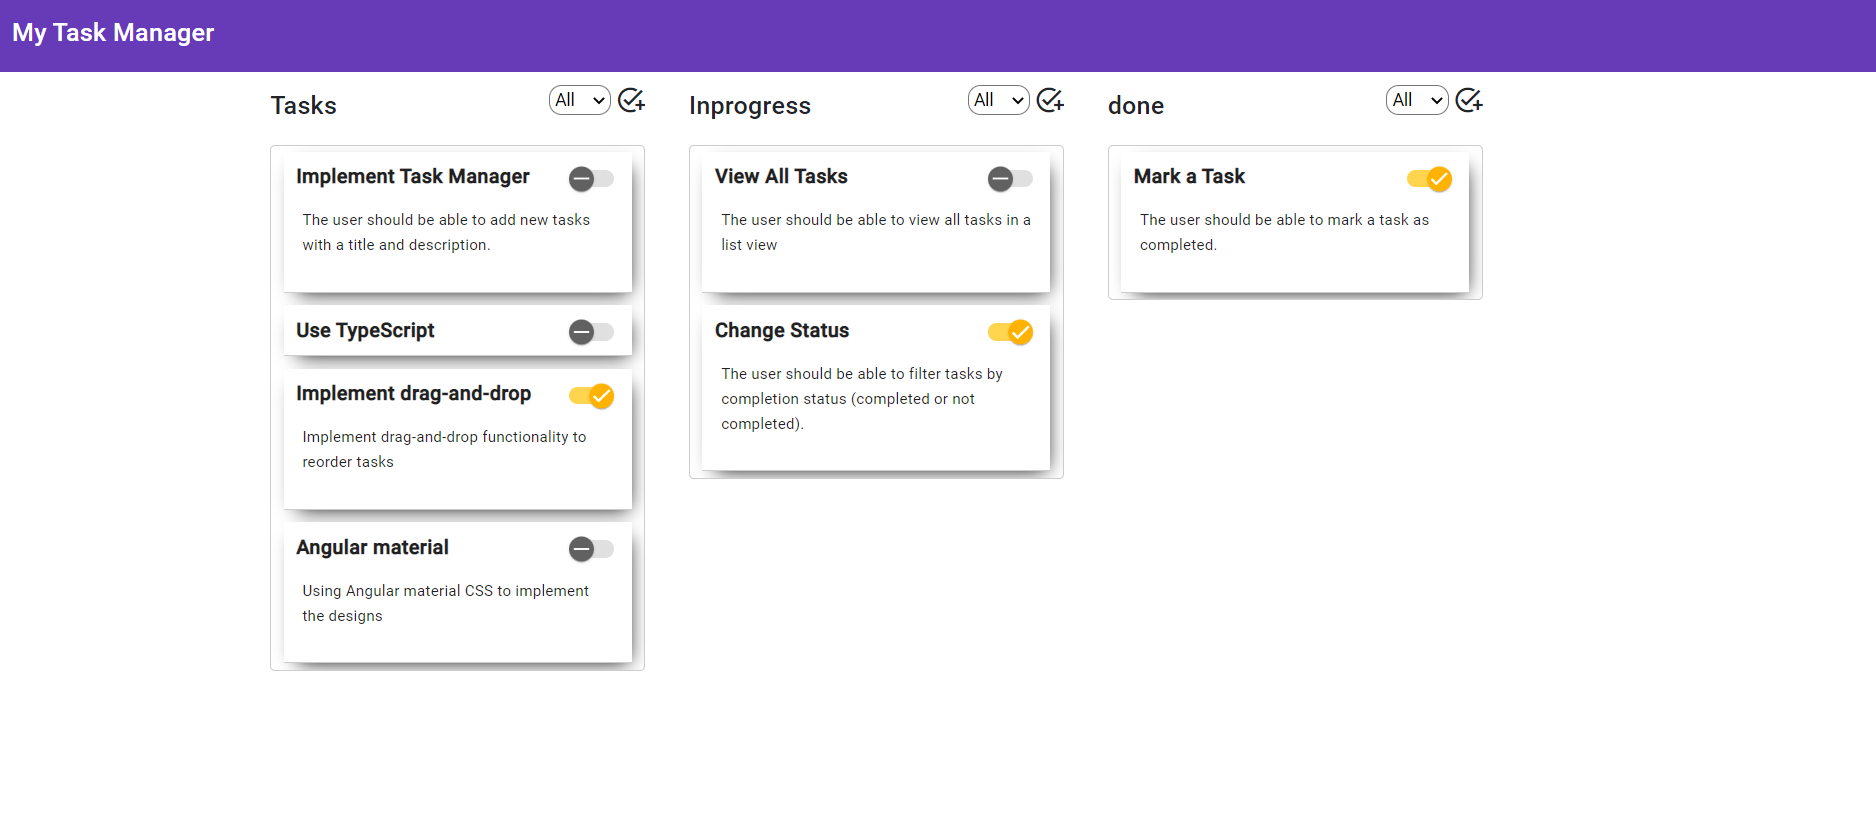 My Task Manager
Tasks
All
Implement Task Manager
The user should be able to add new tasks
with a title and description.
Use TypeScript
Implement drag-and-drop
Implement drag-and-drop functionality to
reorder tasks
Angular material
Using Angular material CSS to implement
the designs
Inprogress
All
View All Tasks
The user should be able to view all tasks in a
list view
Change Status
The user should be able to filter tasks by
completion status (completed or not
completed).
done
All
Mark a Task
The user should be able to mark a task as
completed.